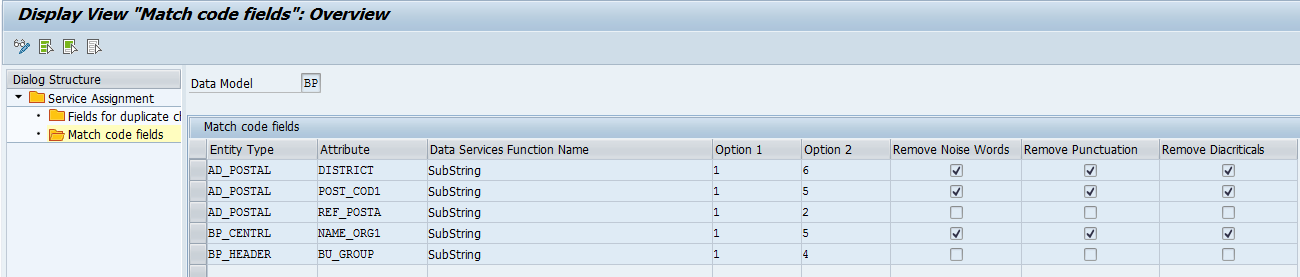 Display View "Match code fields": Overview
Dialog Structure
Service Assignment
Fields for duplicate cl
Match code fields
Data Model BP
Match code fields
Entity Type Attribute Data Services Function Name Option 1 Option 2 Remove Noise Words Remove Punctuation Remove Diacriticals
AD_POSTAL DISTRICT SubString 1 6
AD_POSTAL POST_COD1 SubString 1 5
AD_POSTAL REF_POSTA SubString 1 2
BP_CENTRL NAME_ORG1 SubString 1 5
BP_HEADER BU_GROUP SubString 1 4